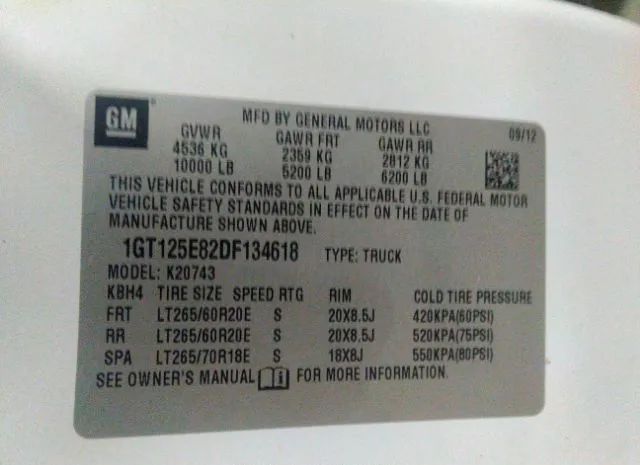 GM
MFD BY GENERAL MOTORS LLC 09/12
GVWR GAWR FRT GAWR RR
4536 KG 2359 KG 2812 KG
10000 LB 5200 LB 6200 LB
THIS VEHICLE CONFORMS TO ALL APPLICABLE U.S. FEDERAL MOTOR
VEHICLE SAFETY STANDARDS IN EFFECT ON THE DATE OF
MANUFACTURE SHOWN ABOVE.
1GT125E82DF134618 TYPE: TRUCK
MODEL: K20743
KBH4 TIRE SIZE SPEED RTG RIM COLD TIRE PRESSURE
FRT LT265/60R20E S 20X8.5J 420KPA(60PSI)
RR LT265/60R20E S 20X8.5J 520KPA(75PSI)
SPA LT265/70R18E S 18X8J 550KPA(80PSI)
SEE OWNER'S MANUAL FOR MORE INFORMATION.